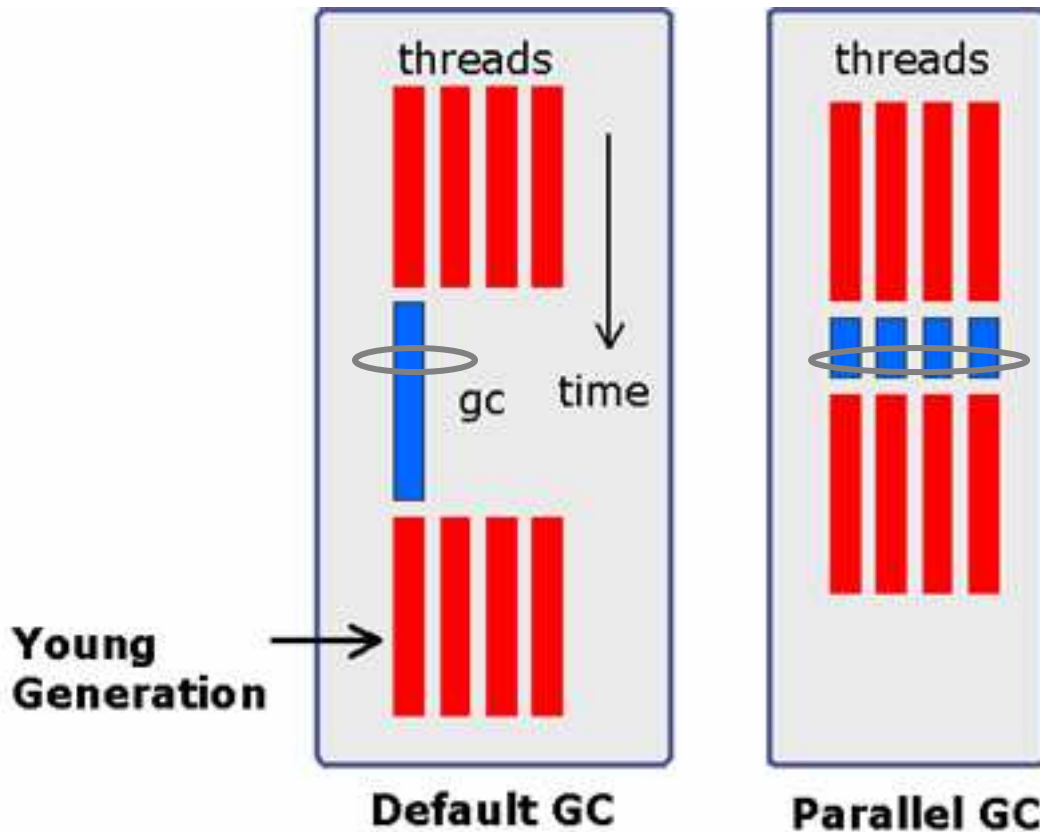 threads
gc
time
Young
Generation
Default GC
threads
Parallel GC